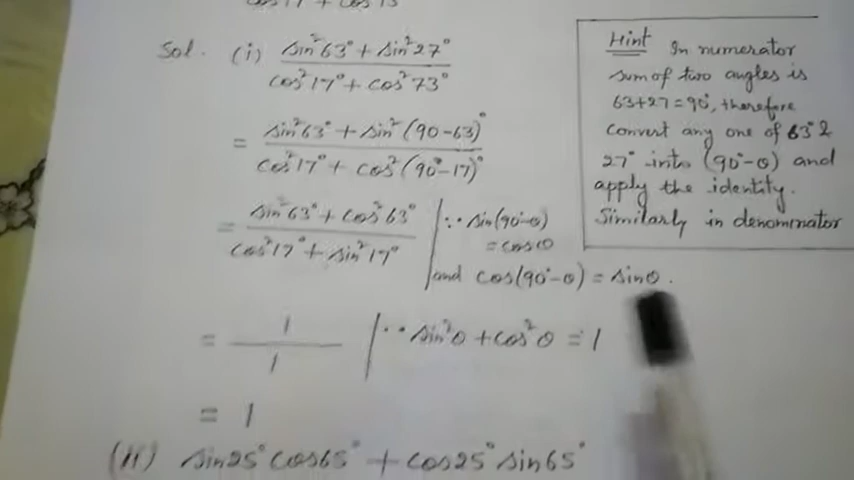 cos²17° + cos²73°
Sol. (i) sin²63° + sin²27° / cos²17° + cos²73°
= sin²63° + sin²(90-63)° / cos²17° + cos²(90°-17)°
= sin²63° + cos²63° / cos²17° + sin²17° | ∵ sin(90°-θ)
= cosθ
and cos(90°-θ) = sinθ.
= 1 / 1 | ∵ sin²θ + cos²θ = 1
= 1
(ii) sin25° cos65° + cos25° sin65°
Hint In numerator
sum of two angles is
63+27=90°, therefore
convert any one of 63° &
27° into (90°-θ) and
apply the identity.
Similarly in denominator